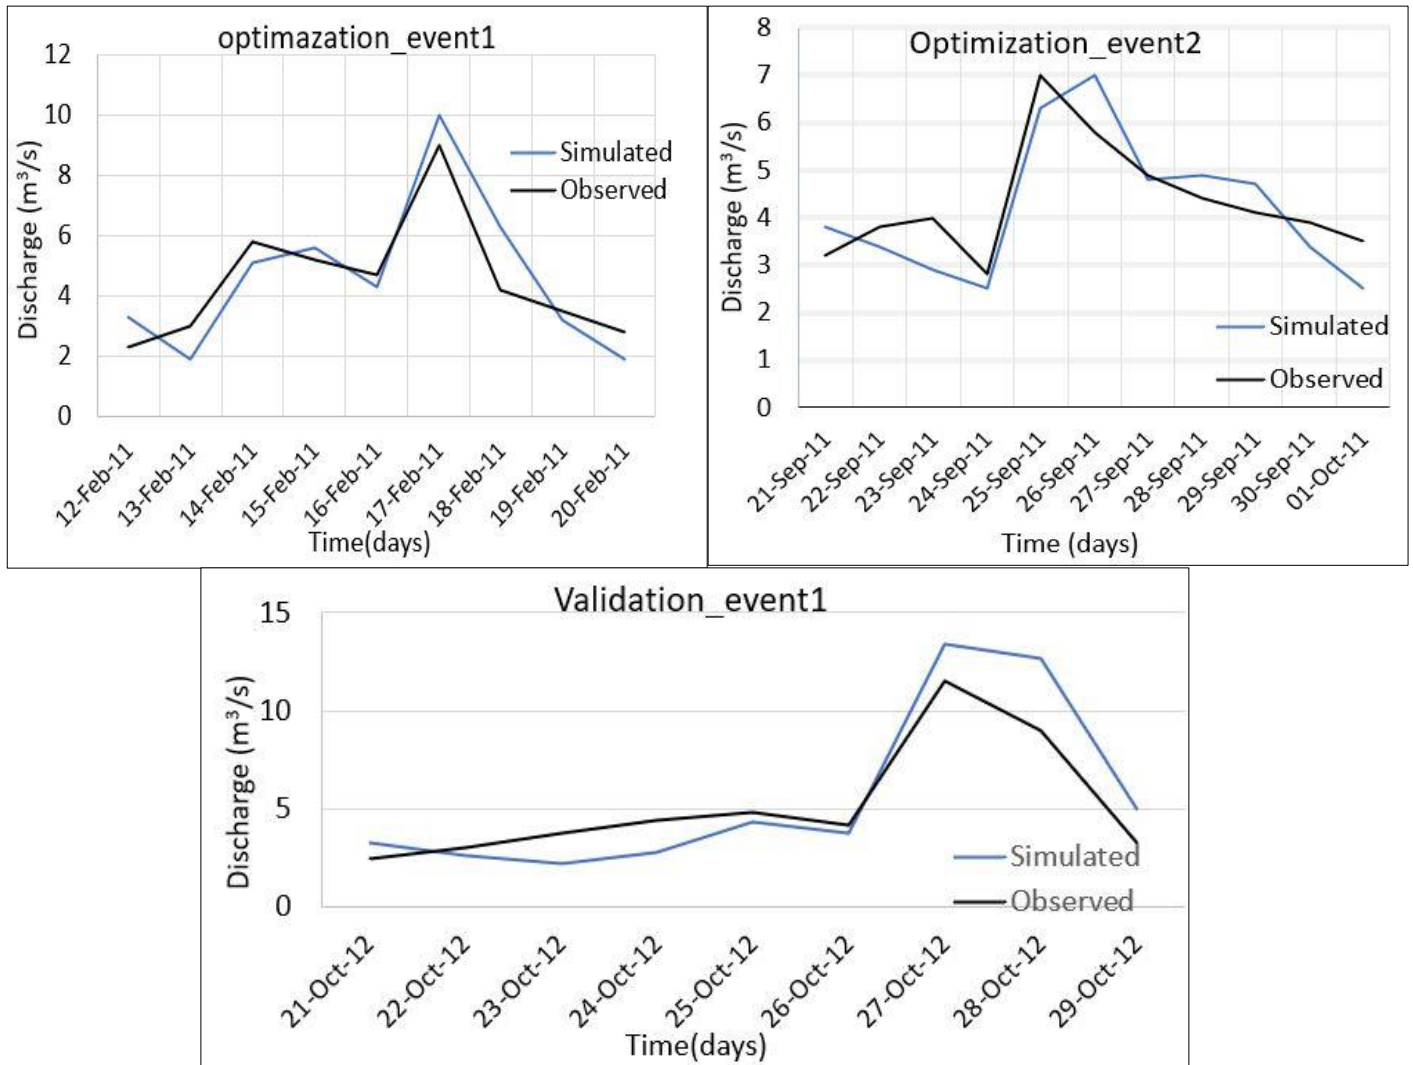 optimazation_event1
Discharge (m³/s)
12
10
8
6
4
2
0
Simulated
Observed
12-Feb-11
13-Feb-11
14-Feb-11
15-Feb-11
16-Feb-11
17-Feb-11
18-Feb-11
19-Feb-11
20-Feb-11
Time(days)
Optimization_event2
Discharge (m³/s)
8
7
6
5
4
3
2
1
0
Simulated
Observed
21-Sep-11
22-Sep-11
23-Sep-11
24-Sep-11
25-Sep-11
26-Sep-11
27-Sep-11
28-Sep-11
29-Sep-11
30-Sep-11
01-Oct-11
Time (days)
Validation_event1
Discharge (m³/s)
15
10
5
0
Simulated
Observed
21-Oct-12
22-Oct-12
23-Oct-12
24-Oct-12
25-Oct-12
26-Oct-12
27-Oct-12
28-Oct-12
29-Oct-12
Time(days)